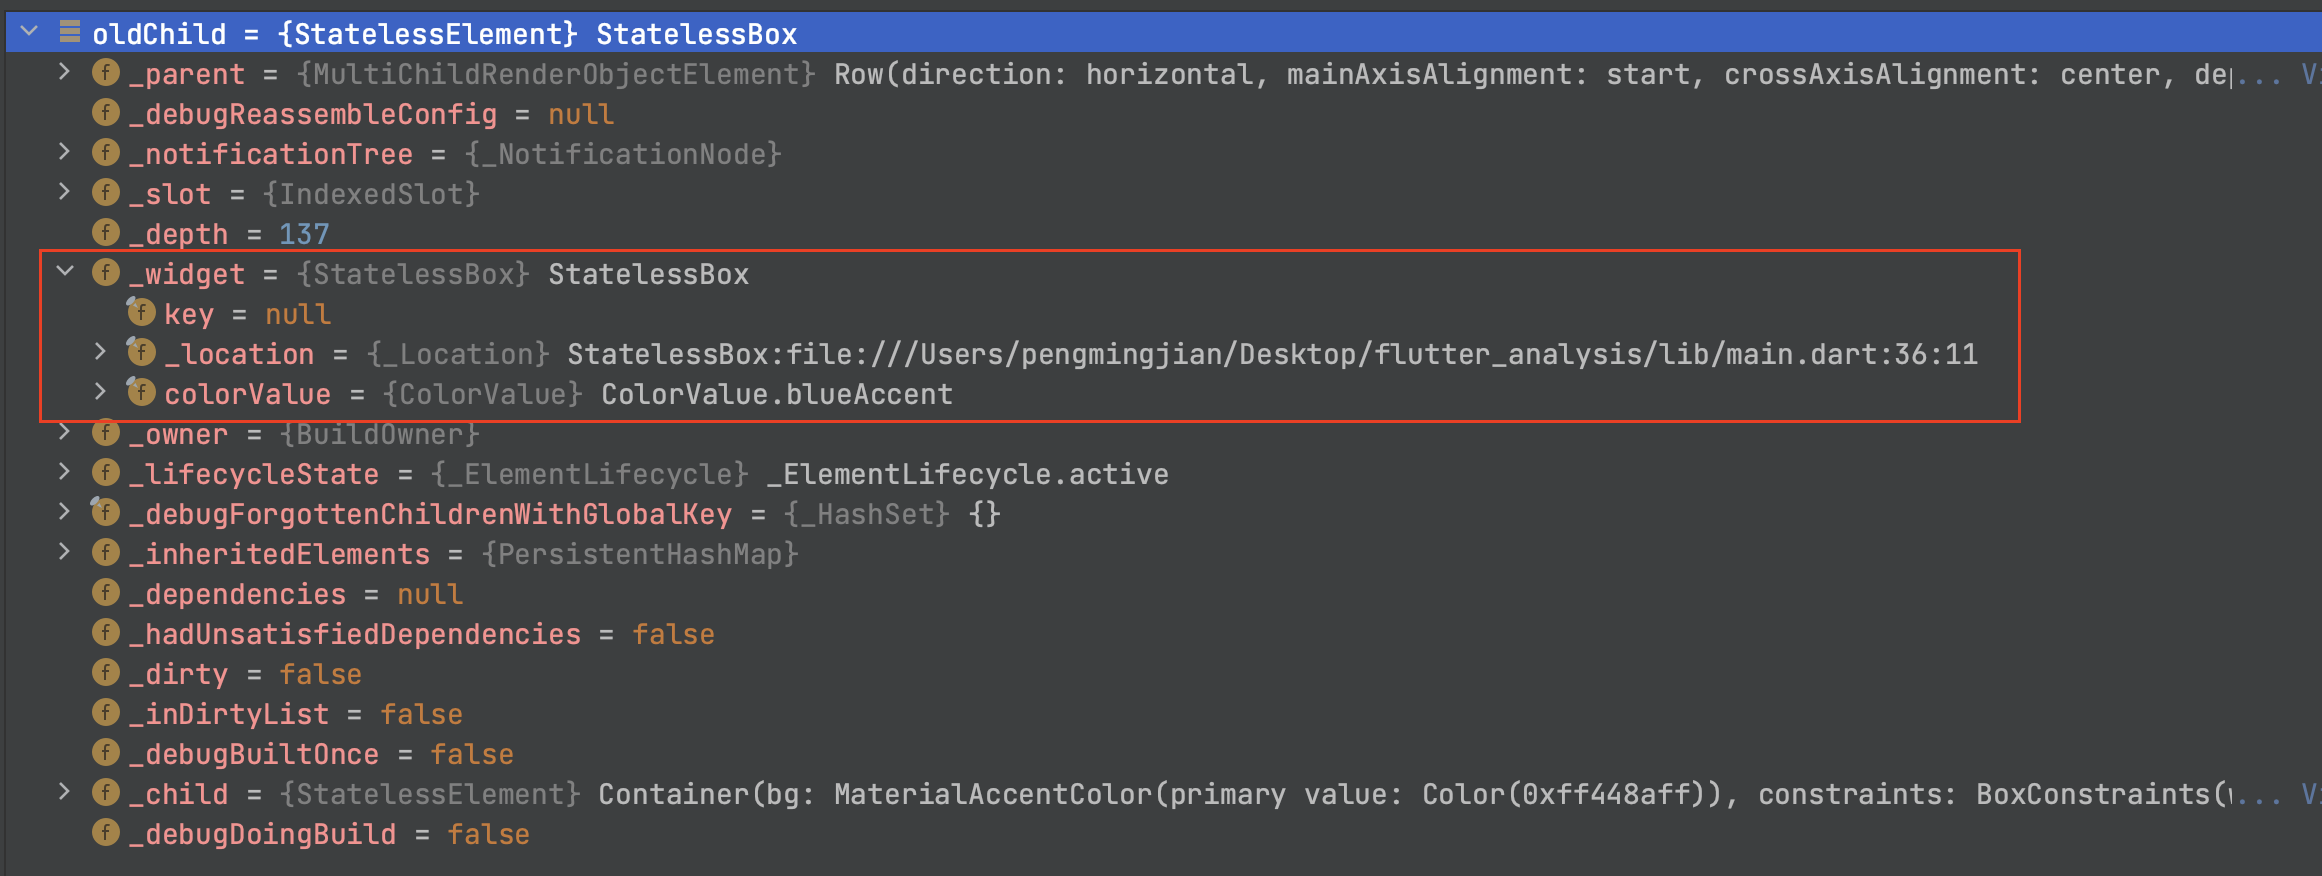 oldChild = {StatelessElement} StatelessBox
f _parent = {MultiChildRenderObjectElement} Row(direction: horizontal, mainAxisAlignment: start, crossAxisAlignment: center, de... Vi
f _debugReassembleConfig = null
f _notificationTree = {_NotificationNode}
f _slot = {IndexedSlot}
f _depth = 137
f _widget = {StatelessBox} StatelessBox
f key = null
f _location = {_Location} StatelessBox:file:///Users/pengmingjian/Desktop/flutter_analysis/lib/main.dart:36:11
f colorValue = {ColorValue} ColorValue.blueAccent
f _owner = {BuildOwner}
f _lifecycleState = {_ElementLifecycle} _ElementLifecycle.active
f _debugForgottenChildrenWithGlobalKey = {_HashSet} {}
f _inheritedElements = {PersistentHashMap}
f _dependencies = null
f _hadUnsatisfiedDependencies = false
f _dirty = false
f _inDirtyList = false
f _debugBuiltOnce = false
f _child = {StatelessElement} Container(bg: MaterialAccentColor(primary value: Color(0xff448aff)), constraints: BoxConstraints(... Vi
f _debugDoingBuild = false